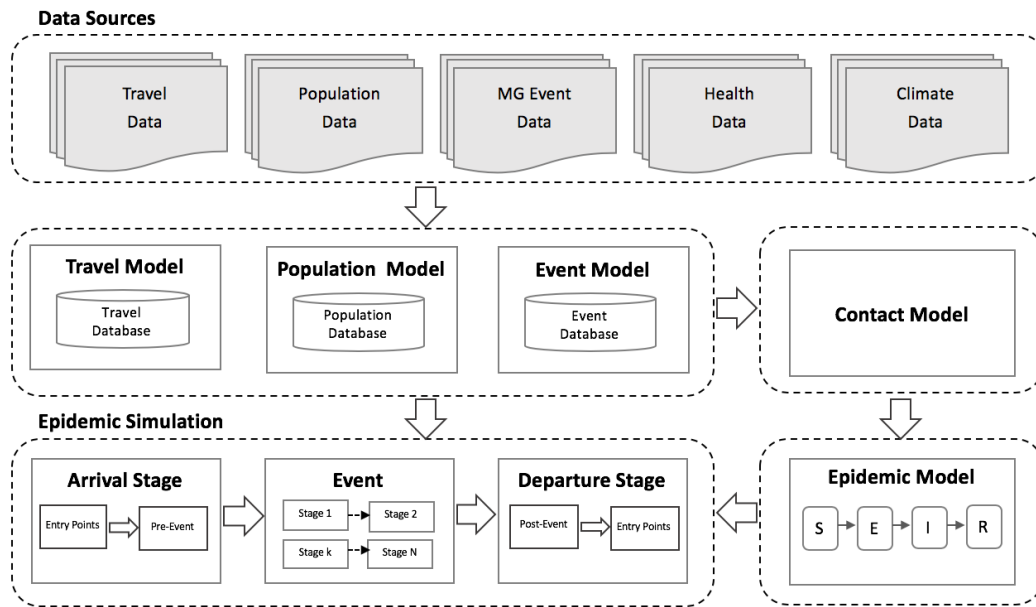 Data Sources
Travel
Data
Population
Data
MG Event
Data
Health
Data
Climate
Data
Travel Model
Travel
Database
Population Model
Population
Database
Event Model
Event
Database
Contact Model
Epidemic Simulation
Arrival Stage
Entry Points
Pre-Event
Event
Stage 1
Stage 2
Stage k
Stage N
Departure Stage
Post-Event
Entry Points
Epidemic Model
S
E
I
R